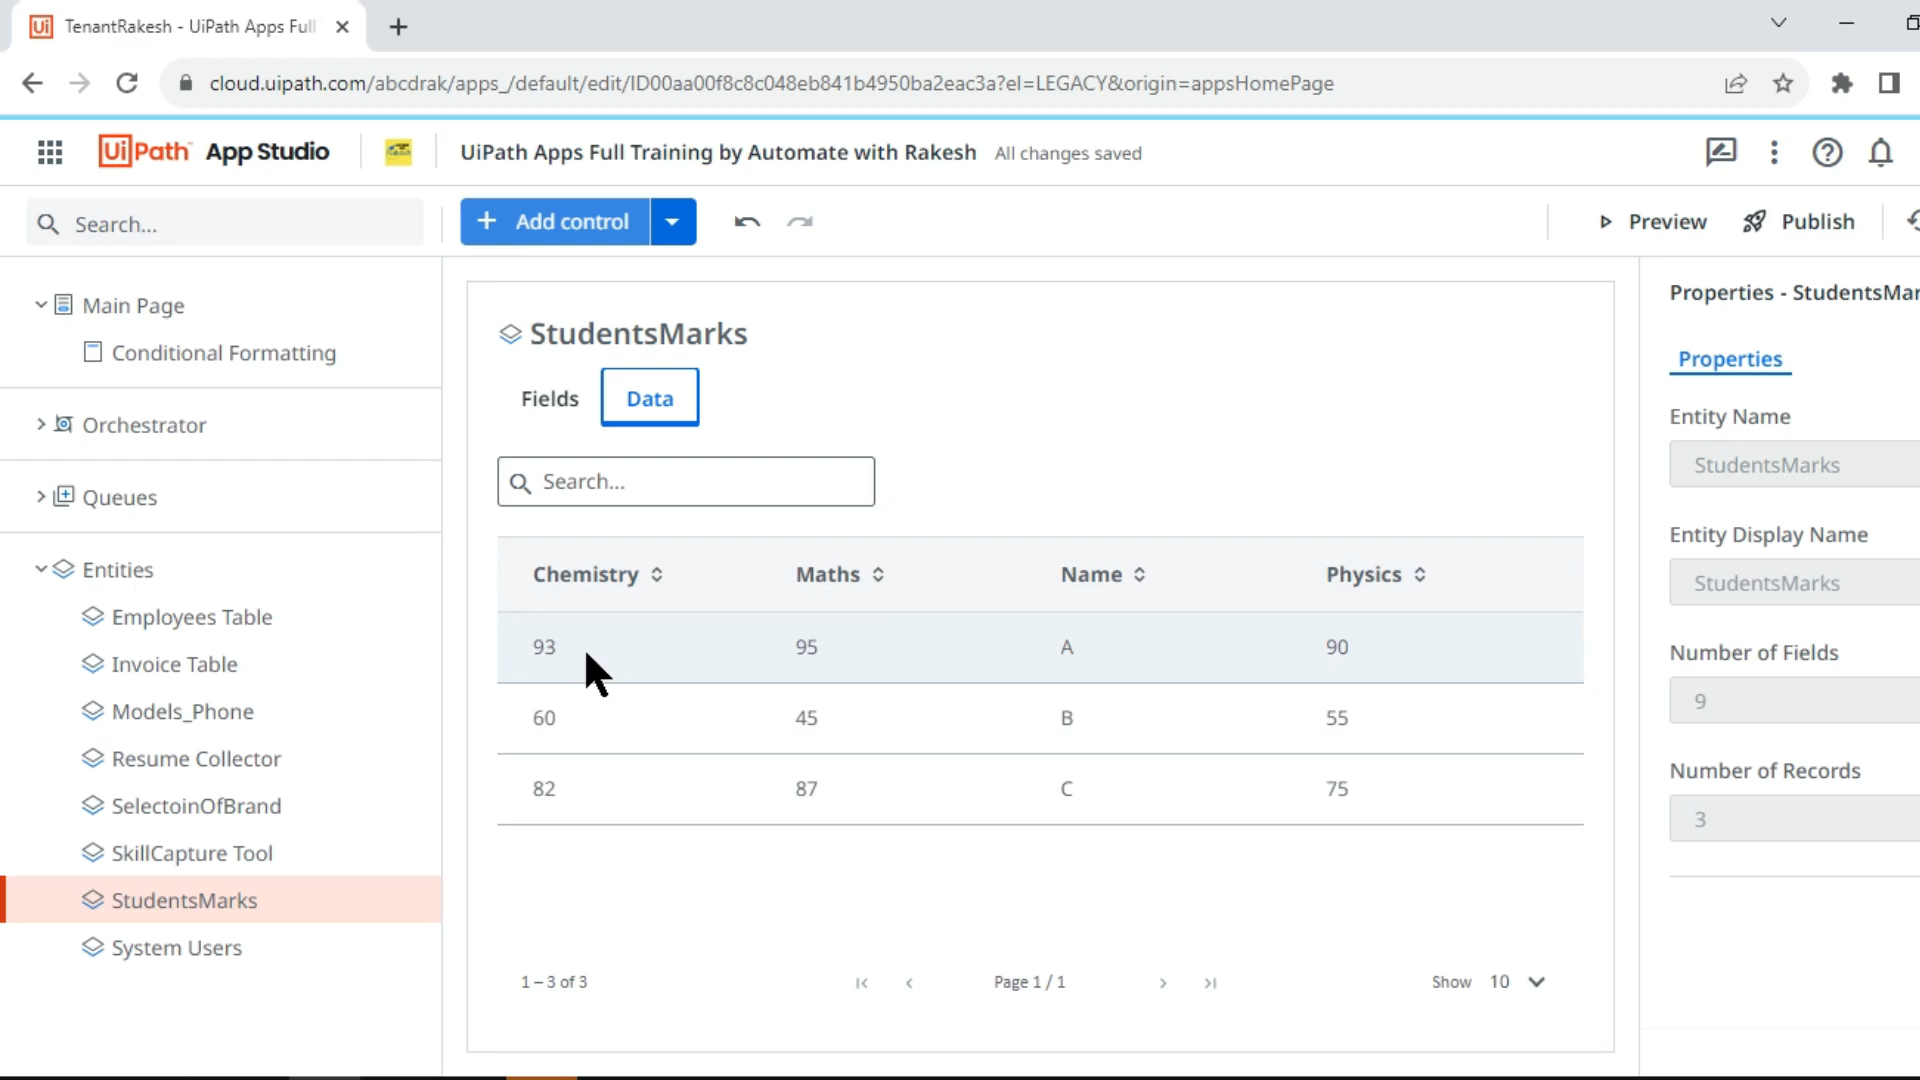 Ui TenantRakesh - UiPath Apps Full
cloud.uipath.com/abcdrak/apps_/default/edit/ID00aa00f8c8c048eb841b4950ba2eac3a?el=LEGACY&origin=appsHomePage
UiPath App Studio UiPath Apps Full Training by Automate with Rakesh All changes saved
Search... Add control Preview Publish
Main Page
Conditional Formatting
Orchestrator
Queues
Entities
Employees Table
Invoice Table
Models_Phone
Resume Collector
SelectoinOfBrand
SkillCapture Tool
StudentsMarks
System Users
StudentsMarks
Fields Data
Search...
Chemistry Maths Name Physics
93 95 A 90
60 45 B 55
82 87 C 75
1 – 3 of 3 Page 1 / 1 Show 10
Properties - StudentsMar
Properties
Entity Name
StudentsMarks
Entity Display Name
StudentsMarks
Number of Fields
9
Number of Records
3